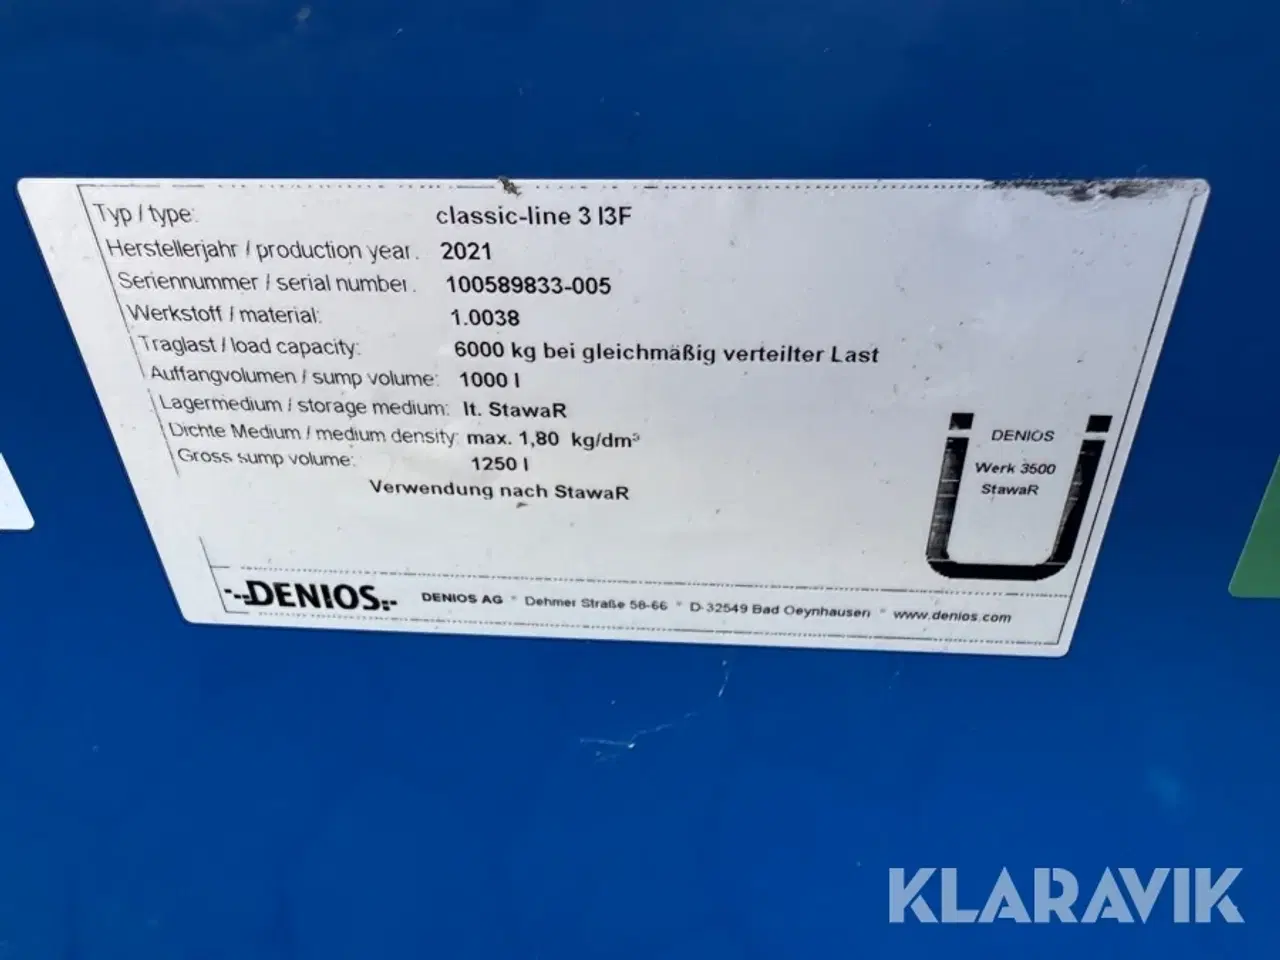 Typ / type: classic-line 3 I3F
Herstellerjahr / production year: 2021
Seriennummer / serial number: 100589833-005
Werkstoff / material: 1.0038
Traglast / load capacity: 6000 kg bei gleichmäßig verteilter Last
Auffangvolumen / sump volume: 1000 l
Lagermedium / storage medium: lt. StawaR
Dichte Medium / medium density: max. 1,80 kg/dm³
Gross sump volume: 1250 l
Verwendung nach StawaR
DENIOS
Werk 3500
StawaR
Ü
DENIOS
DENIOS AG * Dehmer Straße 58-66 * D-32549 Bad Oeynhausen * www.denios.com
KLARAVIK